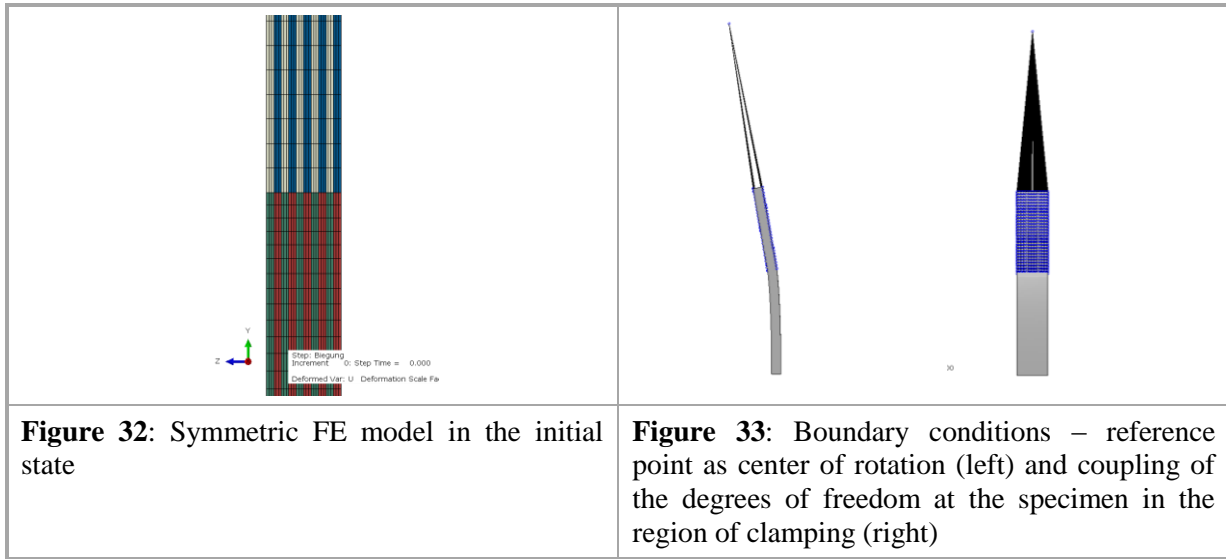 Y
Z
Step: Biegung
Increment 0: Step Time = 0.000
Deformed Var: U Deformation Scale Fa
Figure 32: Symmetric FE model in the initial
state
Figure 33: Boundary conditions – reference
point as center of rotation (left) and coupling of
the degrees of freedom at the specimen in the
region of clamping (right)